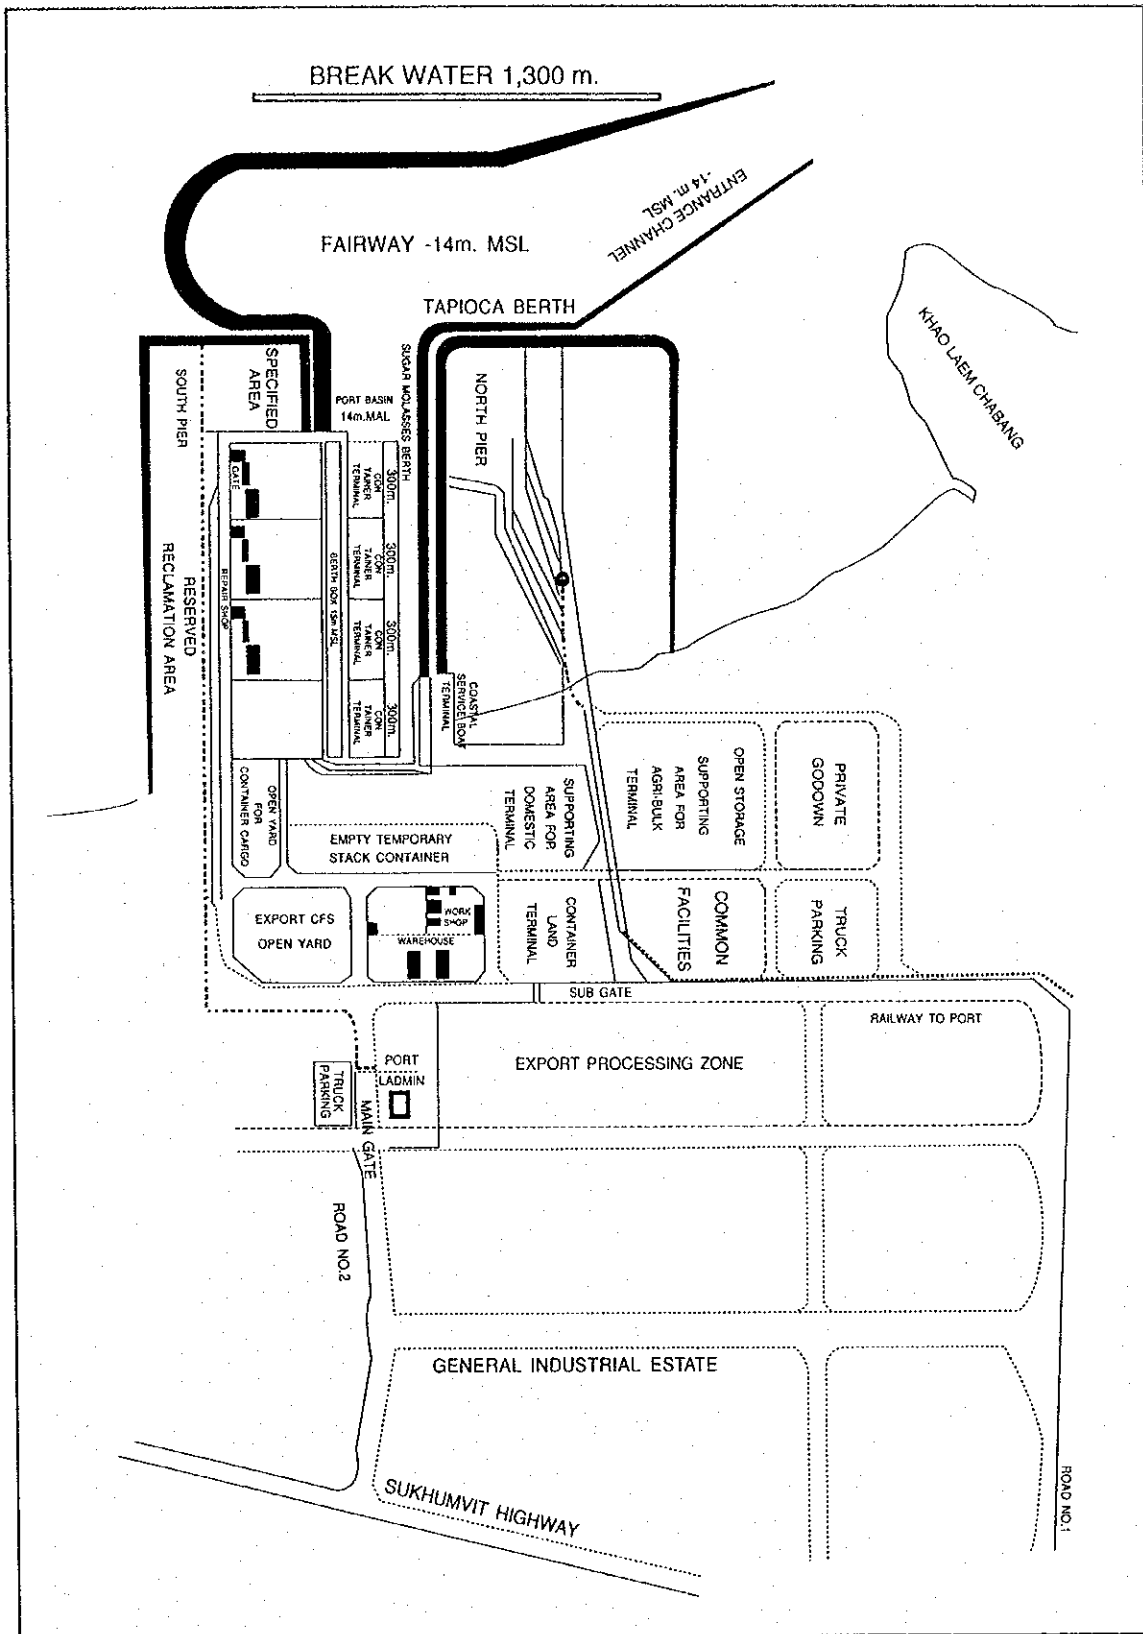 BREAK WATER 1,300 m.
ENTRANCE CHANNEL
-14 m. MSL
FAIRWAY -14m. MSL
TAPIOCA BERTH
KHAO LAEM CHABANG
SPECIFIED
AREA
SOUTH PIER
PORT BASIN
14m.MAL
SUGAR MOLASSES BERTH
NORTH PIER
GATE
CON
TAINER
TERMINAL
300m.
CON
TAINER
TERMINAL
300m.
CON
TAINER
TERMINAL
300m.
CON
TAINER
TERMINAL
300m.
BERTH BOX 15m MSL
REPAIR SHOP
RESERVED
RECLAMATION AREA
COASTAL
SERVICE BOAT
TERMINAL
OPEN YARD
FOR
CONTAINER CARGO
EMPTY TEMPORARY
STACK CONTAINER
SUPPORTING
AREA FOR
DOMESTIC
TERMINAL
OPEN STORAGE
SUPPORTING
AREA FOR
AGRI-BULK
TERMINAL
PRIVATE
GODOWN
EXPORT CFS
OPEN YARD
WORK
SHOP
WAREHOUSE
CONTAINER
LAND
TERMINAL
COMMON
FACILITIES
TRUCK
PARKING
SUB GATE
RAILWAY TO PORT
EXPORT PROCESSING ZONE
PORT
LADMIN
TRUCK
PARKING
MAIN GATE
ROAD NO.2
GENERAL INDUSTRIAL ESTATE
SUKHUMVIT HIGHWAY
ROAD NO.1